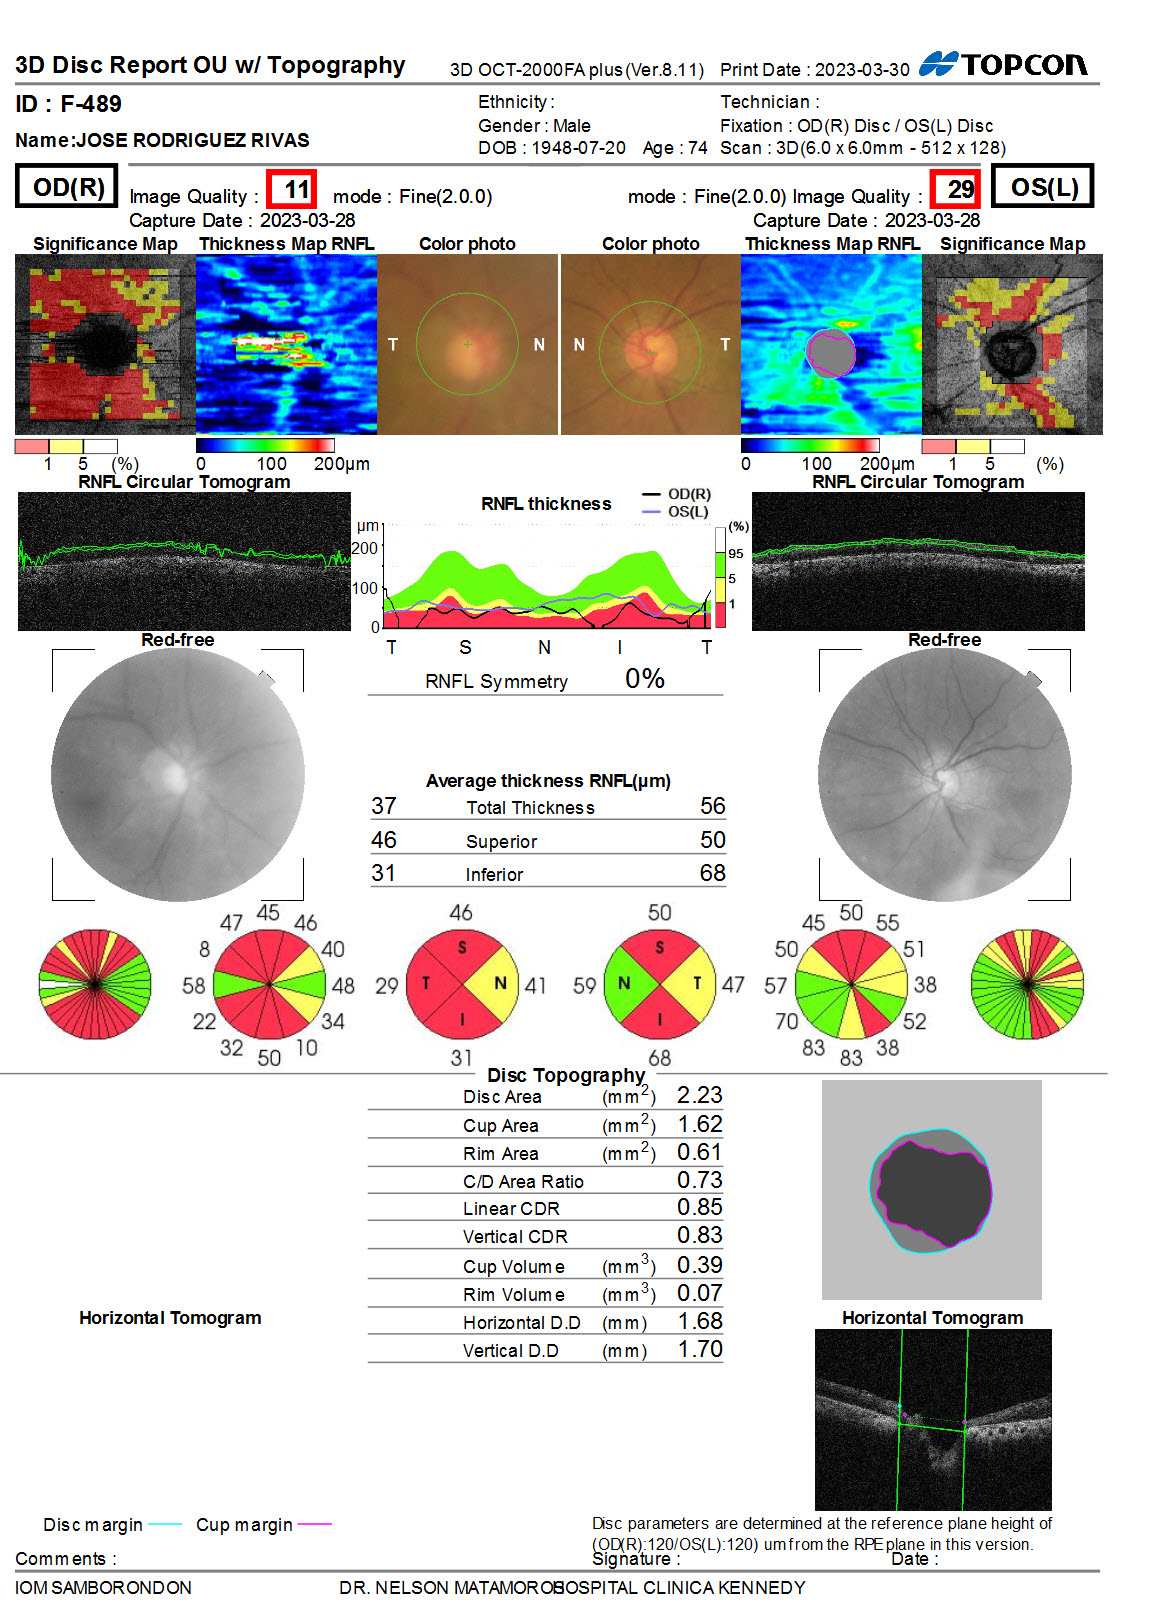 3D Disc Report OU w/ Topography 3D OCT-2000FA plus(Ver.8.11) Print Date : 2023-03-30 TOPCON
ID : F-489 Ethnicity : Technician :
Gender : Male Fixation : OD(R) Disc / OS(L) Disc
Name:JOSE RODRIGUEZ RIVAS DOB : 1948-07-20 Age : 74 Scan : 3D(6.0 x 6.0mm - 512 x 128)
OD(R) Image Quality : 11 mode : Fine(2.0.0) mode : Fine(2.0.0) Image Quality : 29 OS(L)
Capture Date : 2023-03-28 Capture Date : 2023-03-28
Significance Map Thickness Map RNFL Color photo Color photo Thickness Map RNFL Significance Map
T N N T
1 5 (%) 0 100 200µm 0 100 200µm 1 5 (%)
RNFL Circular Tomogram RNFL Circular Tomogram
RNFL thickness OD(R)
OS(L)
µm (%)
200 95
100 5
1
0
T S N I T
Red-free Red-free
RNFL Symmetry 0%
Average thickness RNFL(µm)
37 Total Thickness 56
46 Superior 50
31 Inferior 68
47 45 46 46 50 45 50 55
8 40 S S 50 51
58 48 29 T N 41 59 N T 47 57 38
22 34 I I 70 52
32 50 10 31 68 83 83 38
Disc Topography
Disc Area (mm2) 2.23
Cup Area (mm2) 1.62
Rim Area (mm2) 0.61
C/D Area Ratio 0.73
Linear CDR 0.85
Vertical CDR 0.83
Cup Volume (mm3) 0.39
Rim Volume (mm3) 0.07
Horizontal D.D (mm) 1.68
Vertical D.D (mm) 1.70
Horizontal Tomogram Horizontal Tomogram
Disc margin Cup margin
Disc parameters are determined at the reference plane height of
(OD(R):120/OS(L):120) um from the RPE plane in this version.
Comments : Signature : Date :
IOM SAMBORONDON DR. NELSON MATAMOROS HOSPITAL CLINICA KENNEDY